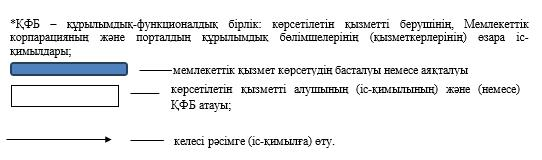 *ҚФБ – құрылымдық-функционалдық бірлік: көрсетілетін қызметті берушінің, Мемлекеттік
корпорацияның және порталдың құрылымдық бөлімшелерінің (қызметкерлерінің) өзара іс-
қимылдары;
мемлекеттік қызмет көрсетудің басталуы немесе аяқталуы
көрсетілетін қызметті алушының (іс-қимылының) және (немесе)
ҚФБ атауы;
келесі рәсімге (іс-қимылға) өту.